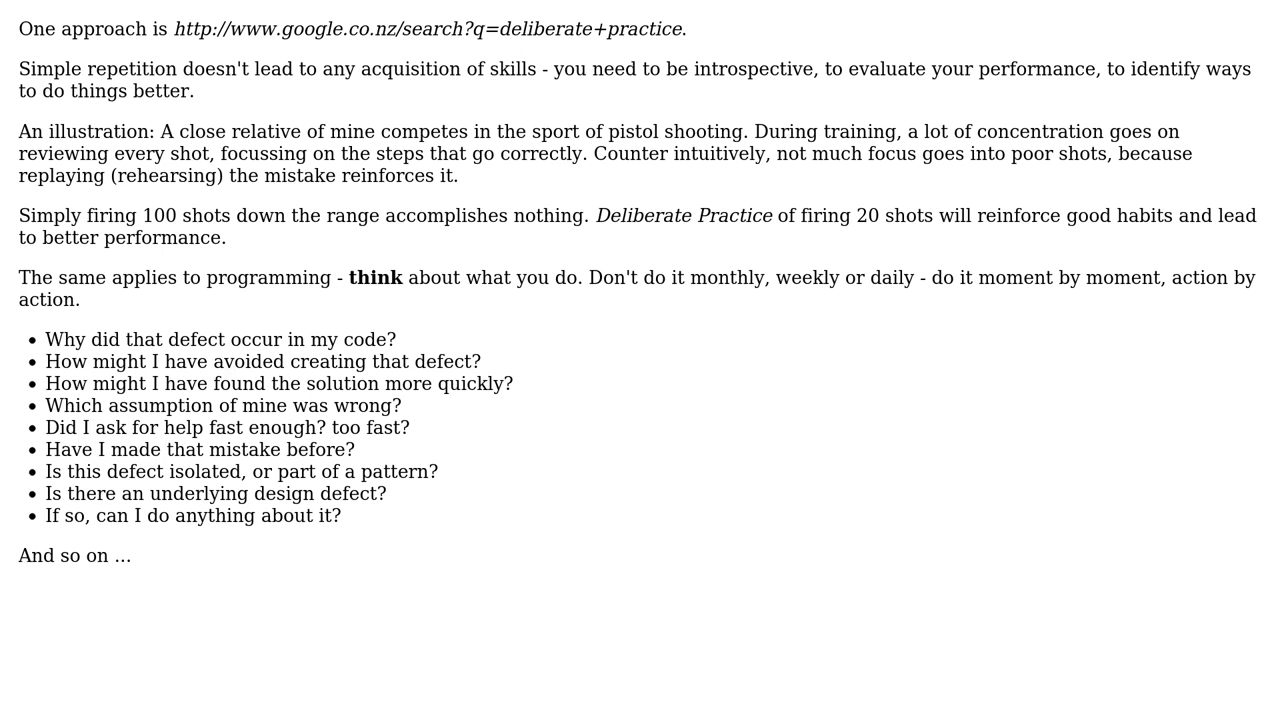 One approach is http://www.google.co.nz/search?q=deliberate+practice.
Simple repetition doesn't lead to any acquisition of skills - you need to be introspective, to evaluate your performance, to identify ways
to do things better.
An illustration: A close relative of mine competes in the sport of pistol shooting. During training, a lot of concentration goes on
reviewing every shot, focussing on the steps that go correctly. Counter intuitively, not much focus goes into poor shots, because
replaying (rehearsing) the mistake reinforces it.
Simply firing 100 shots down the range accomplishes nothing. Deliberate Practice of firing 20 shots will reinforce good habits and lead
to better performance.
The same applies to programming - think about what you do. Don't do it monthly, weekly or daily - do it moment by moment, action by
action.
• Why did that defect occur in my code?
• How might I have avoided creating that defect?
• How might I have found the solution more quickly?
• Which assumption of mine was wrong?
• Did I ask for help fast enough? too fast?
• Have I made that mistake before?
• Is this defect isolated, or part of a pattern?
• Is there an underlying design defect?
• If so, can I do anything about it?
And so on ...